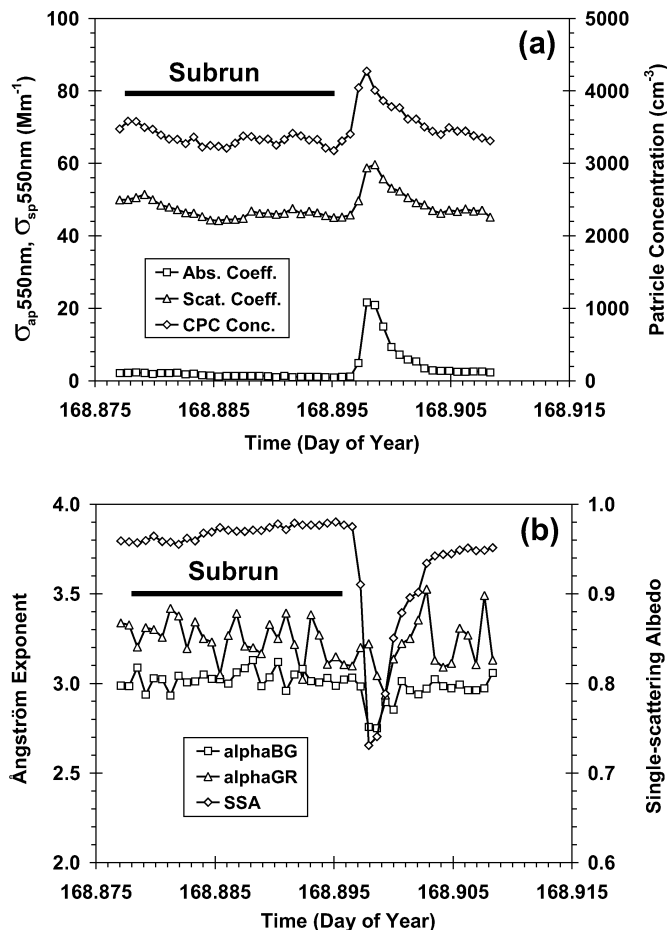 (a)
Subrun
σap550nm, σsp550nm (Mm-1)
100
80
60
40
20
0
5000
4000
3000
2000
1000
0
Patricle Concentration (cm-3)
Abs. Coeff.
Scat. Coeff.
CPC Conc.
168.875 168.885 168.895 168.905 168.915
Time (Day of Year)
(b)
Subrun
Ångström Exponent
4.0
3.5
3.0
2.5
2.0
1.0
0.9
0.8
0.7
0.6
Single-scattering Albedo
alphaBG
alphaGR
SSA
168.875 168.885 168.895 168.905 168.915
Time (Day of Year)